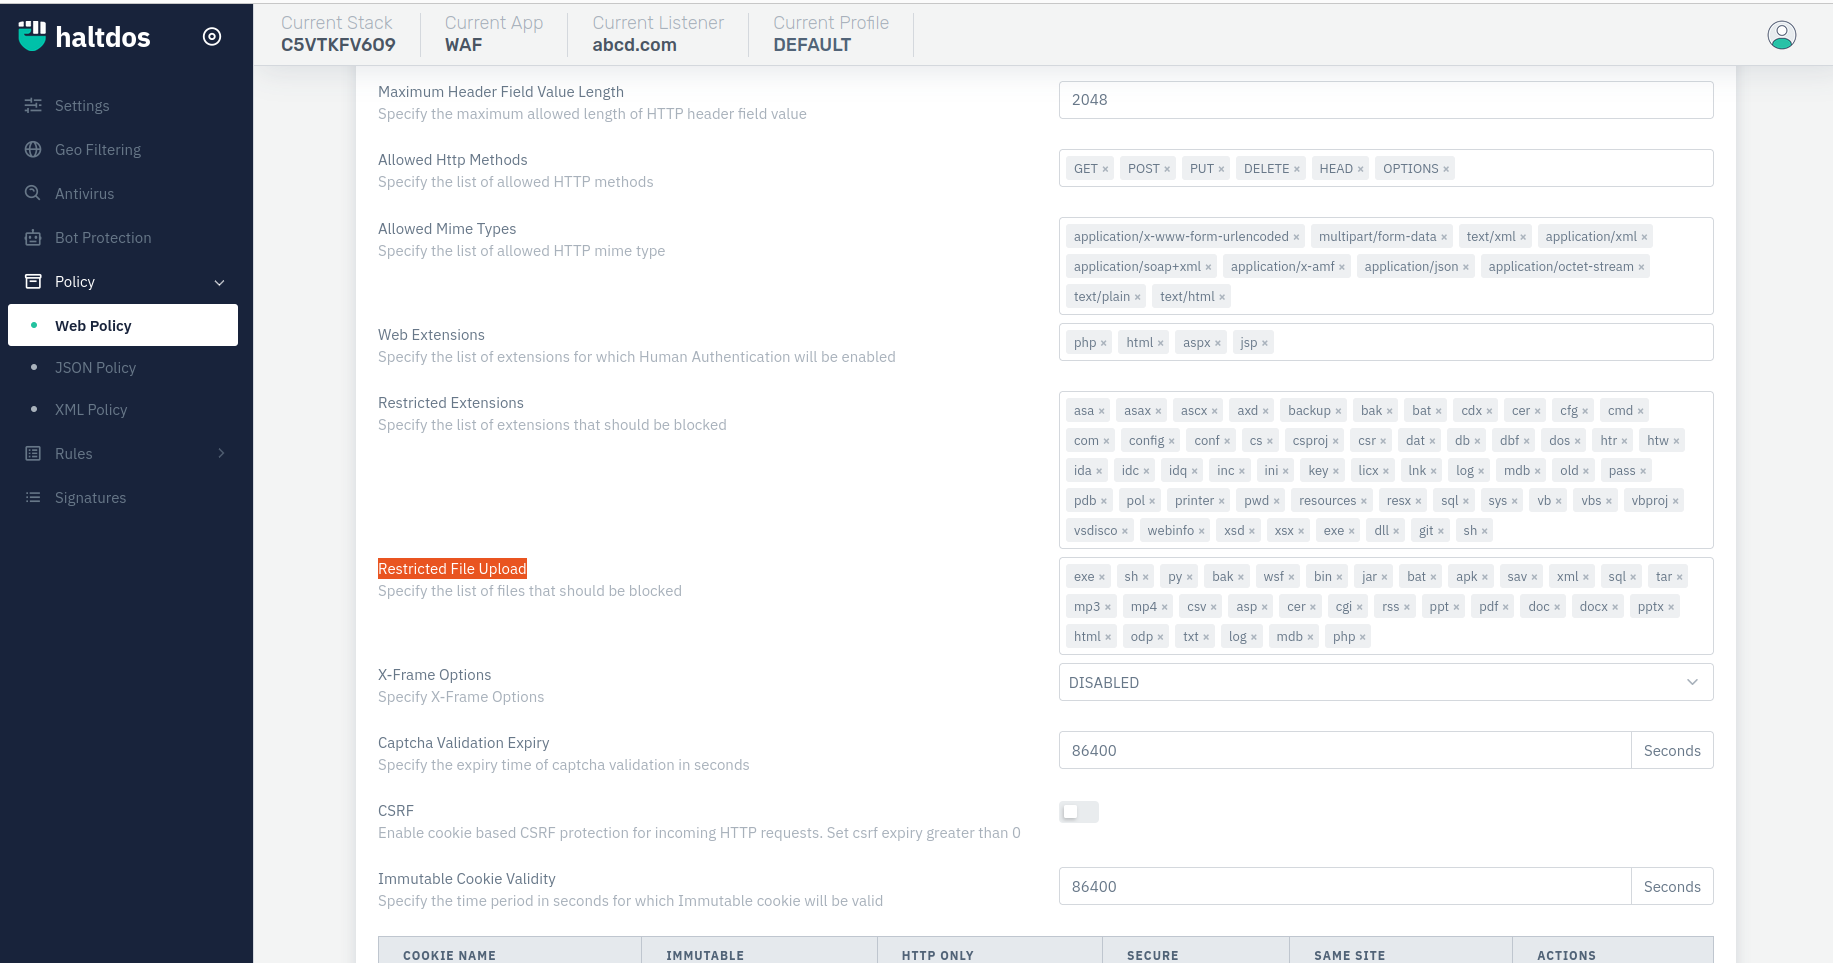 haltdos
Current Stack
C5VTKFV6O9
Current App
WAF
Current Listener
abcd.com
Current Profile
DEFAULT
Settings
Geo Filtering
Antivirus
Bot Protection
Policy
Web Policy
JSON Policy
XML Policy
Rules
Signatures
Maximum Header Field Value Length
Specify the maximum allowed length of HTTP header field value
2048
Allowed Http Methods
Specify the list of allowed HTTP methods
GET × POST × PUT × DELETE × HEAD × OPTIONS ×
Allowed Mime Types
Specify the list of allowed HTTP mime type
application/x-www-form-urlencoded × multipart/form-data × text/xml × application/xml ×
application/soap+xml × application/x-amf × application/json × application/octet-stream ×
text/plain × text/html ×
Web Extensions
Specify the list of extensions for which Human Authentication will be enabled
php × html × aspx × jsp ×
Restricted Extensions
Specify the list of extensions that should be blocked
asa × asax × ascx × axd × backup × bak × bat × cdx × cer × cfg × cmd ×
com × config × conf × cs × csproj × csr × dat × db × dbf × dos × htr × htw ×
ida × idc × idq × inc × ini × key × licx × lnk × log × mdb × old × pass ×
pdb × pol × printer × pwd × resources × resx × sql × sys × vb × vbs × vbproj ×
vsdisco × webinfo × xsd × xsx × exe × dll × git × sh ×
Restricted File Upload
Specify the list of files that should be blocked
exe × sh × py × bak × wsf × bin × jar × bat × apk × sav × xml × sql × tar ×
mp3 × mp4 × csv × asp × cer × cgi × rss × ppt × pdf × doc × docx × pptx ×
html × odp × txt × log × mdb × php ×
X-Frame Options
Specify X-Frame Options
DISABLED
Captcha Validation Expiry
Specify the expiry time of captcha validation in seconds
86400 Seconds
CSRF
Enable cookie based CSRF protection for incoming HTTP requests. Set csrf expiry greater than 0
Immutable Cookie Validity
Specify the time period in seconds for which Immutable cookie will be valid
86400 Seconds
COOKIE NAME IMMUTABLE HTTP ONLY SECURE SAME SITE ACTIONS